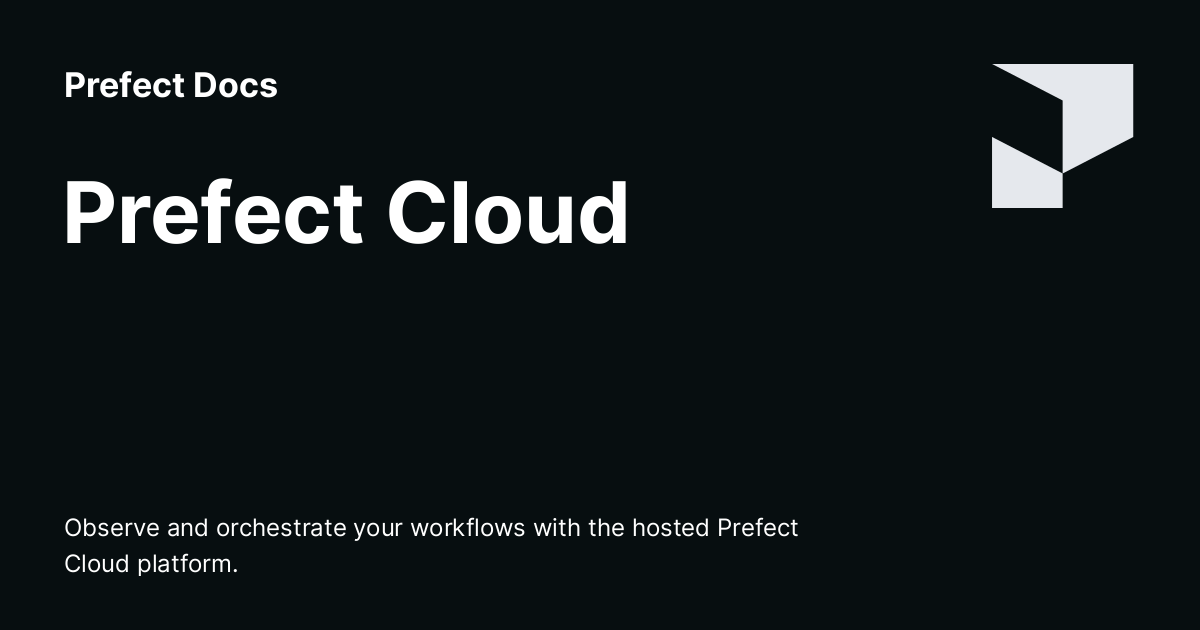 Prefect Docs
Prefect Cloud
Observe and orchestrate your workflows with the hosted Prefect
Cloud platform.